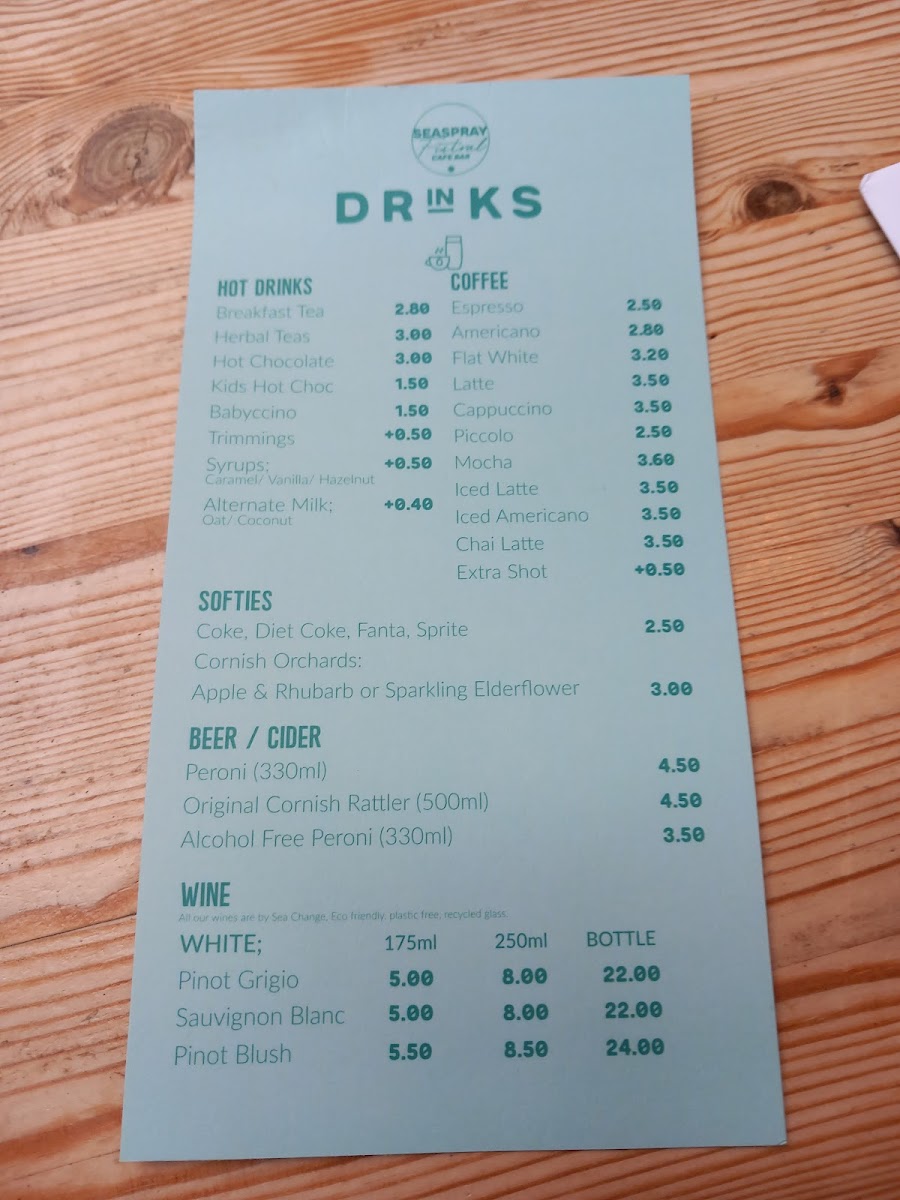 SEASPRAY
Fistral
CAFE BAR
DRINKS
HOT DRINKS
Breakfast Tea 2.80
Herbal Teas 3.00
Hot Chocolate 3.00
Kids Hot Choc 1.50
Babyccino 1.50
Trimmings +0.50
Syrups; +0.50
Caramel/ Vanilla/ Hazelnut
Alternate Milk; +0.40
Oat/ Coconut
COFFEE
Espresso 2.50
Americano 2.80
Flat White 3.20
Latte 3.50
Cappuccino 3.50
Piccolo 2.50
Mocha 3.60
Iced Latte 3.50
Iced Americano 3.50
Chai Latte 3.50
Extra Shot +0.50
SOFTIES
Coke, Diet Coke, Fanta, Sprite 2.50
Cornish Orchards:
Apple & Rhubarb or Sparkling Elderflower 3.00
BEER / CIDER
Peroni (330ml) 4.50
Original Cornish Rattler (500ml) 4.50
Alcohol Free Peroni (330ml) 3.50
WINE
All our wines are by Sea Change, Eco friendly, plastic free, recycled glass.
WHITE; 175ml 250ml BOTTLE
Pinot Grigio 5.00 8.00 22.00
Sauvignon Blanc 5.00 8.00 22.00
Pinot Blush 5.50 8.50 24.00